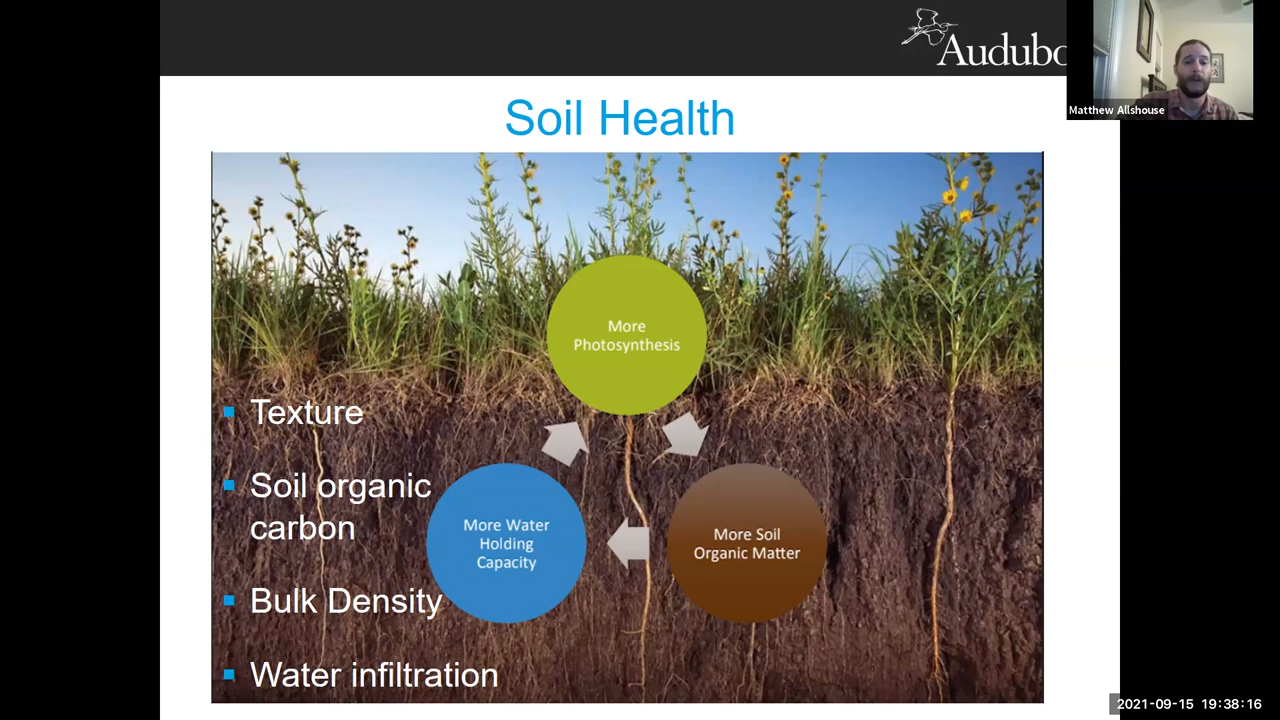 Audubo
Matthew Allshouse
Soil Health
More
Photosynthesis
Texture
Soil organic
carbon
More Water
Holding
Capacity
More Soil
Organic Matter
Bulk Density
Water infiltration
2021-09-15 19:38:16